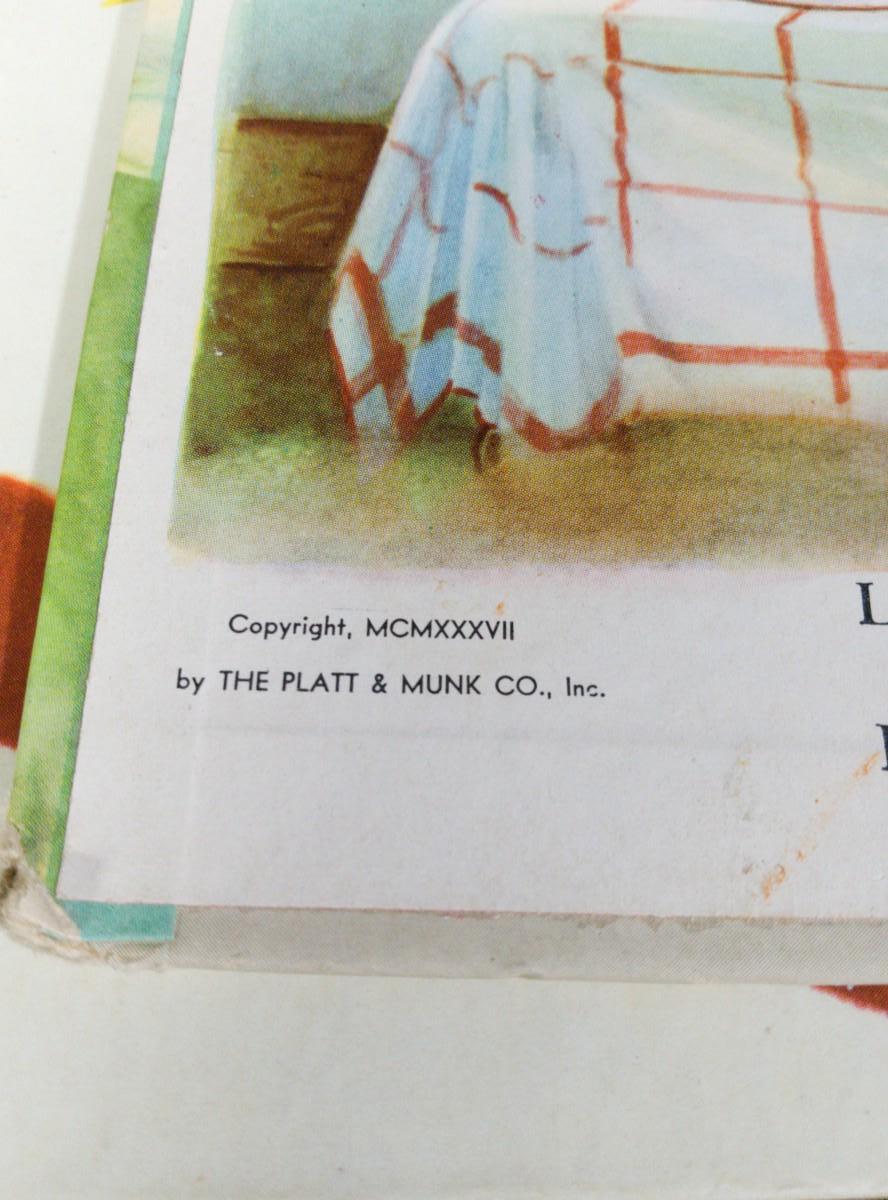 Copyright, MCMXXXVII
by THE PLATT & MUNK CO., Inc.
L